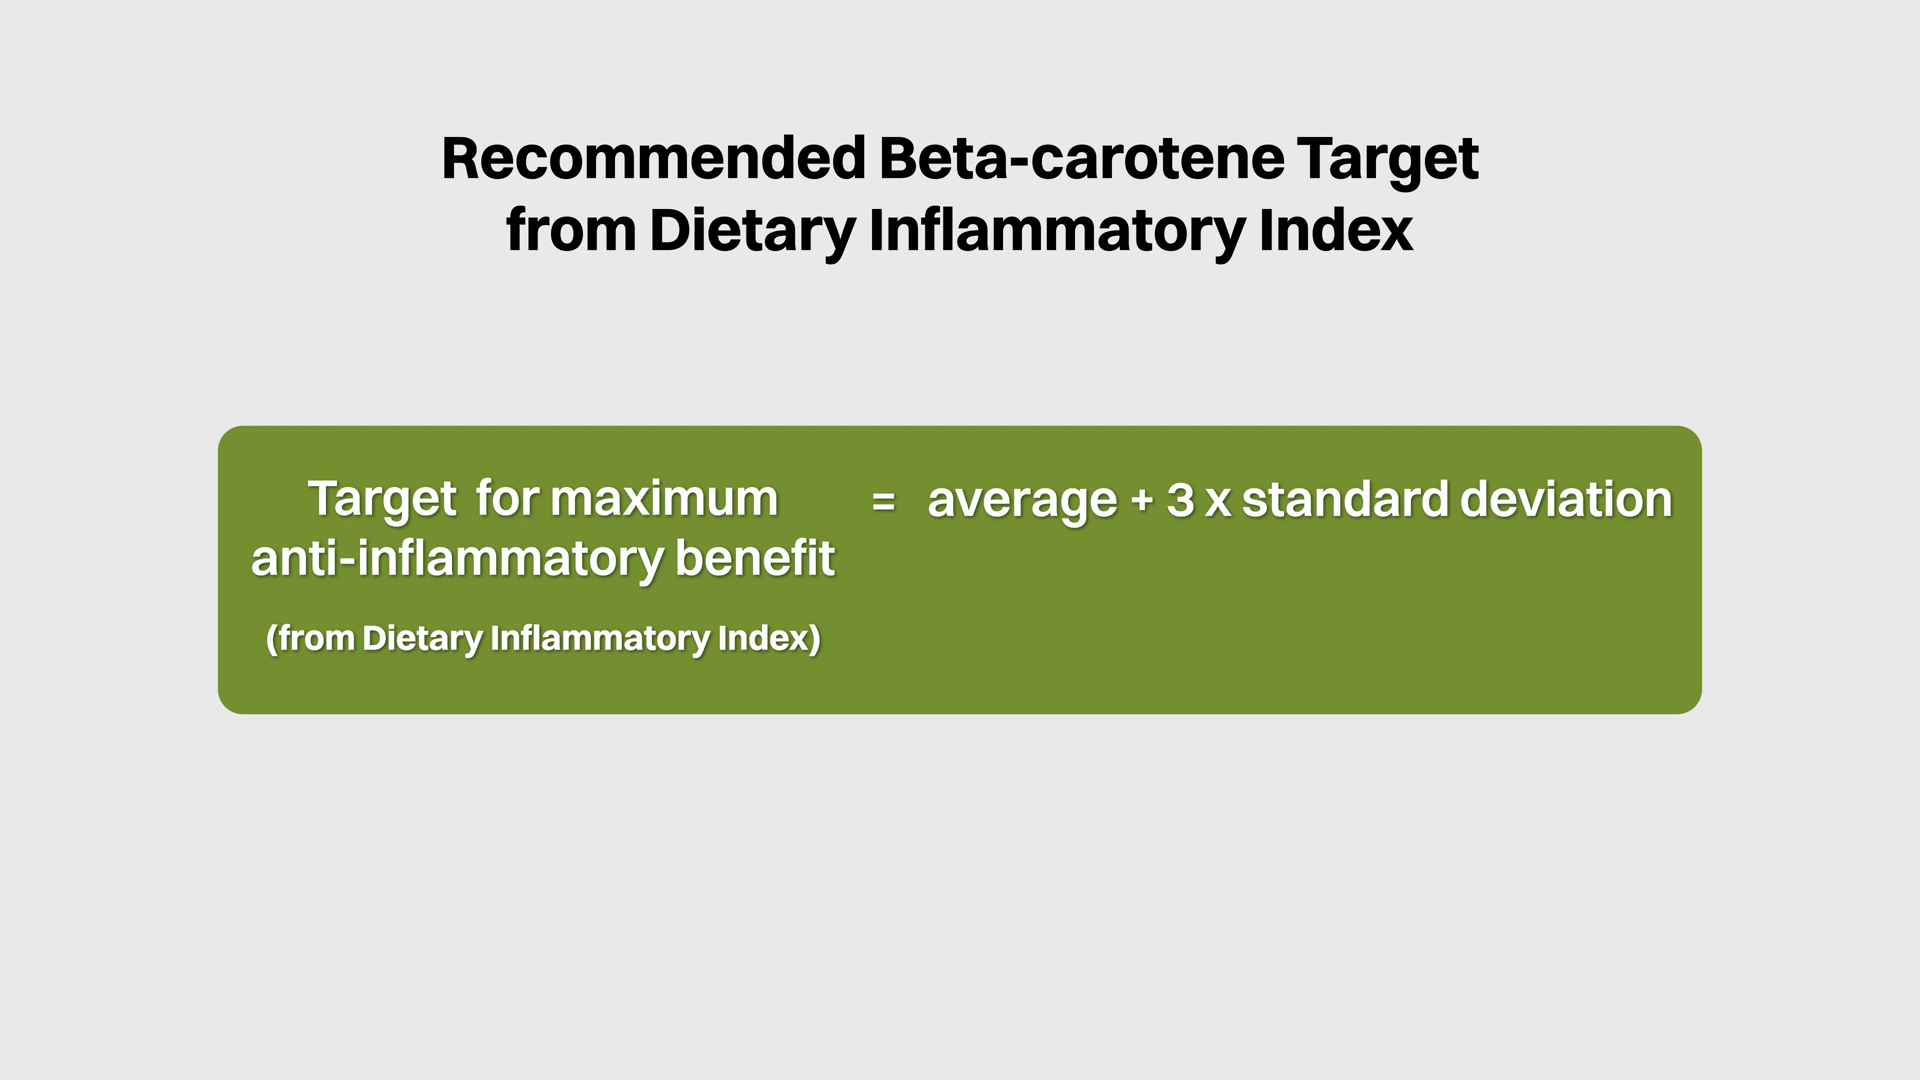 Recommended Beta-carotene Target
from Dietary Inflammatory Index
Target for maximum = average + 3 x standard deviation
anti-inflammatory benefit
(from Dietary Inflammatory Index)